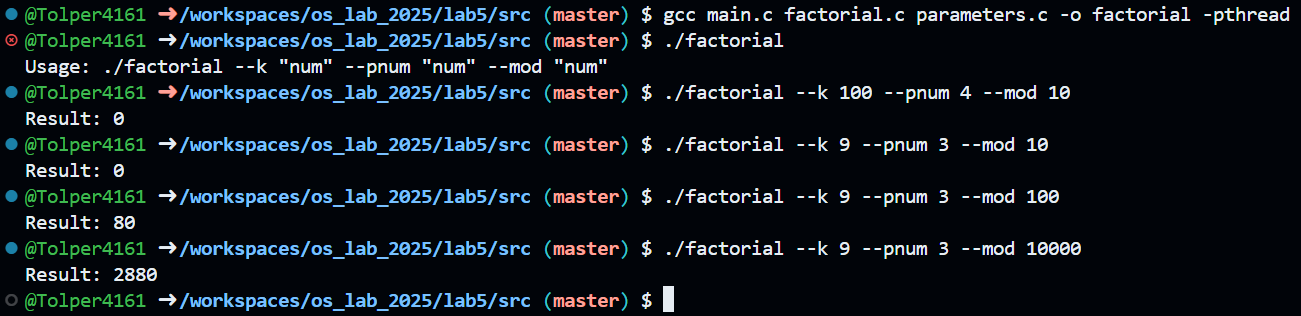 @Tolper4161 ➜/workspaces/os_lab_2025/lab5/src (master) $ gcc main.c factorial.c parameters.c -o factorial -pthread
@Tolper4161 ➜/workspaces/os_lab_2025/lab5/src (master) $ ./factorial
Usage: ./factorial --k "num" --pnum "num" --mod "num"
@Tolper4161 ➜/workspaces/os_lab_2025/lab5/src (master) $ ./factorial --k 100 --pnum 4 --mod 10
Result: 0
@Tolper4161 ➜/workspaces/os_lab_2025/lab5/src (master) $ ./factorial --k 9 --pnum 3 --mod 10
Result: 0
@Tolper4161 ➜/workspaces/os_lab_2025/lab5/src (master) $ ./factorial --k 9 --pnum 3 --mod 100
Result: 80
@Tolper4161 ➜/workspaces/os_lab_2025/lab5/src (master) $ ./factorial --k 9 --pnum 3 --mod 10000
Result: 2880
@Tolper4161 ➜/workspaces/os_lab_2025/lab5/src (master) $